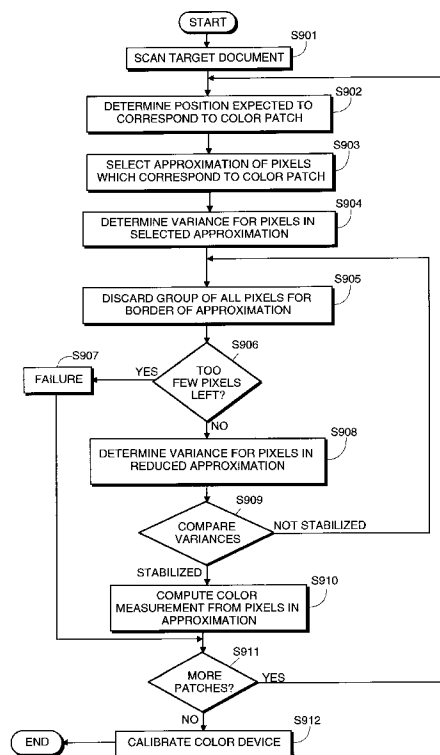 START
S901
SCAN TARGET DOCUMENT
S902
DETERMINE POSITION EXPECTED TO
CORRESPOND TO COLOR PATCH
S903
SELECT APPROXIMATION OF PIXELS
WHICH CORRESPOND TO COLOR PATCH
S904
DETERMINE VARIANCE FOR PIXELS IN
SELECTED APPROXIMATION
S905
DISCARD GROUP OF ALL PIXELS FOR
BORDER OF APPROXIMATION
S906
S907
YES
TOO
FEW PIXELS
LEFT?
FAILURE
NO
S908
DETERMINE VARIANCE FOR PIXELS IN
REDUCED APPROXIMATION
S909
COMPARE
VARIANCES
NOT STABILIZED
STABILIZED
S910
COMPUTE COLOR
MEASUREMENT FROM PIXELS IN
APPROXIMATION
S911
MORE
PATCHES?
YES
NO
S912
END
CALIBRATE COLOR DEVICE